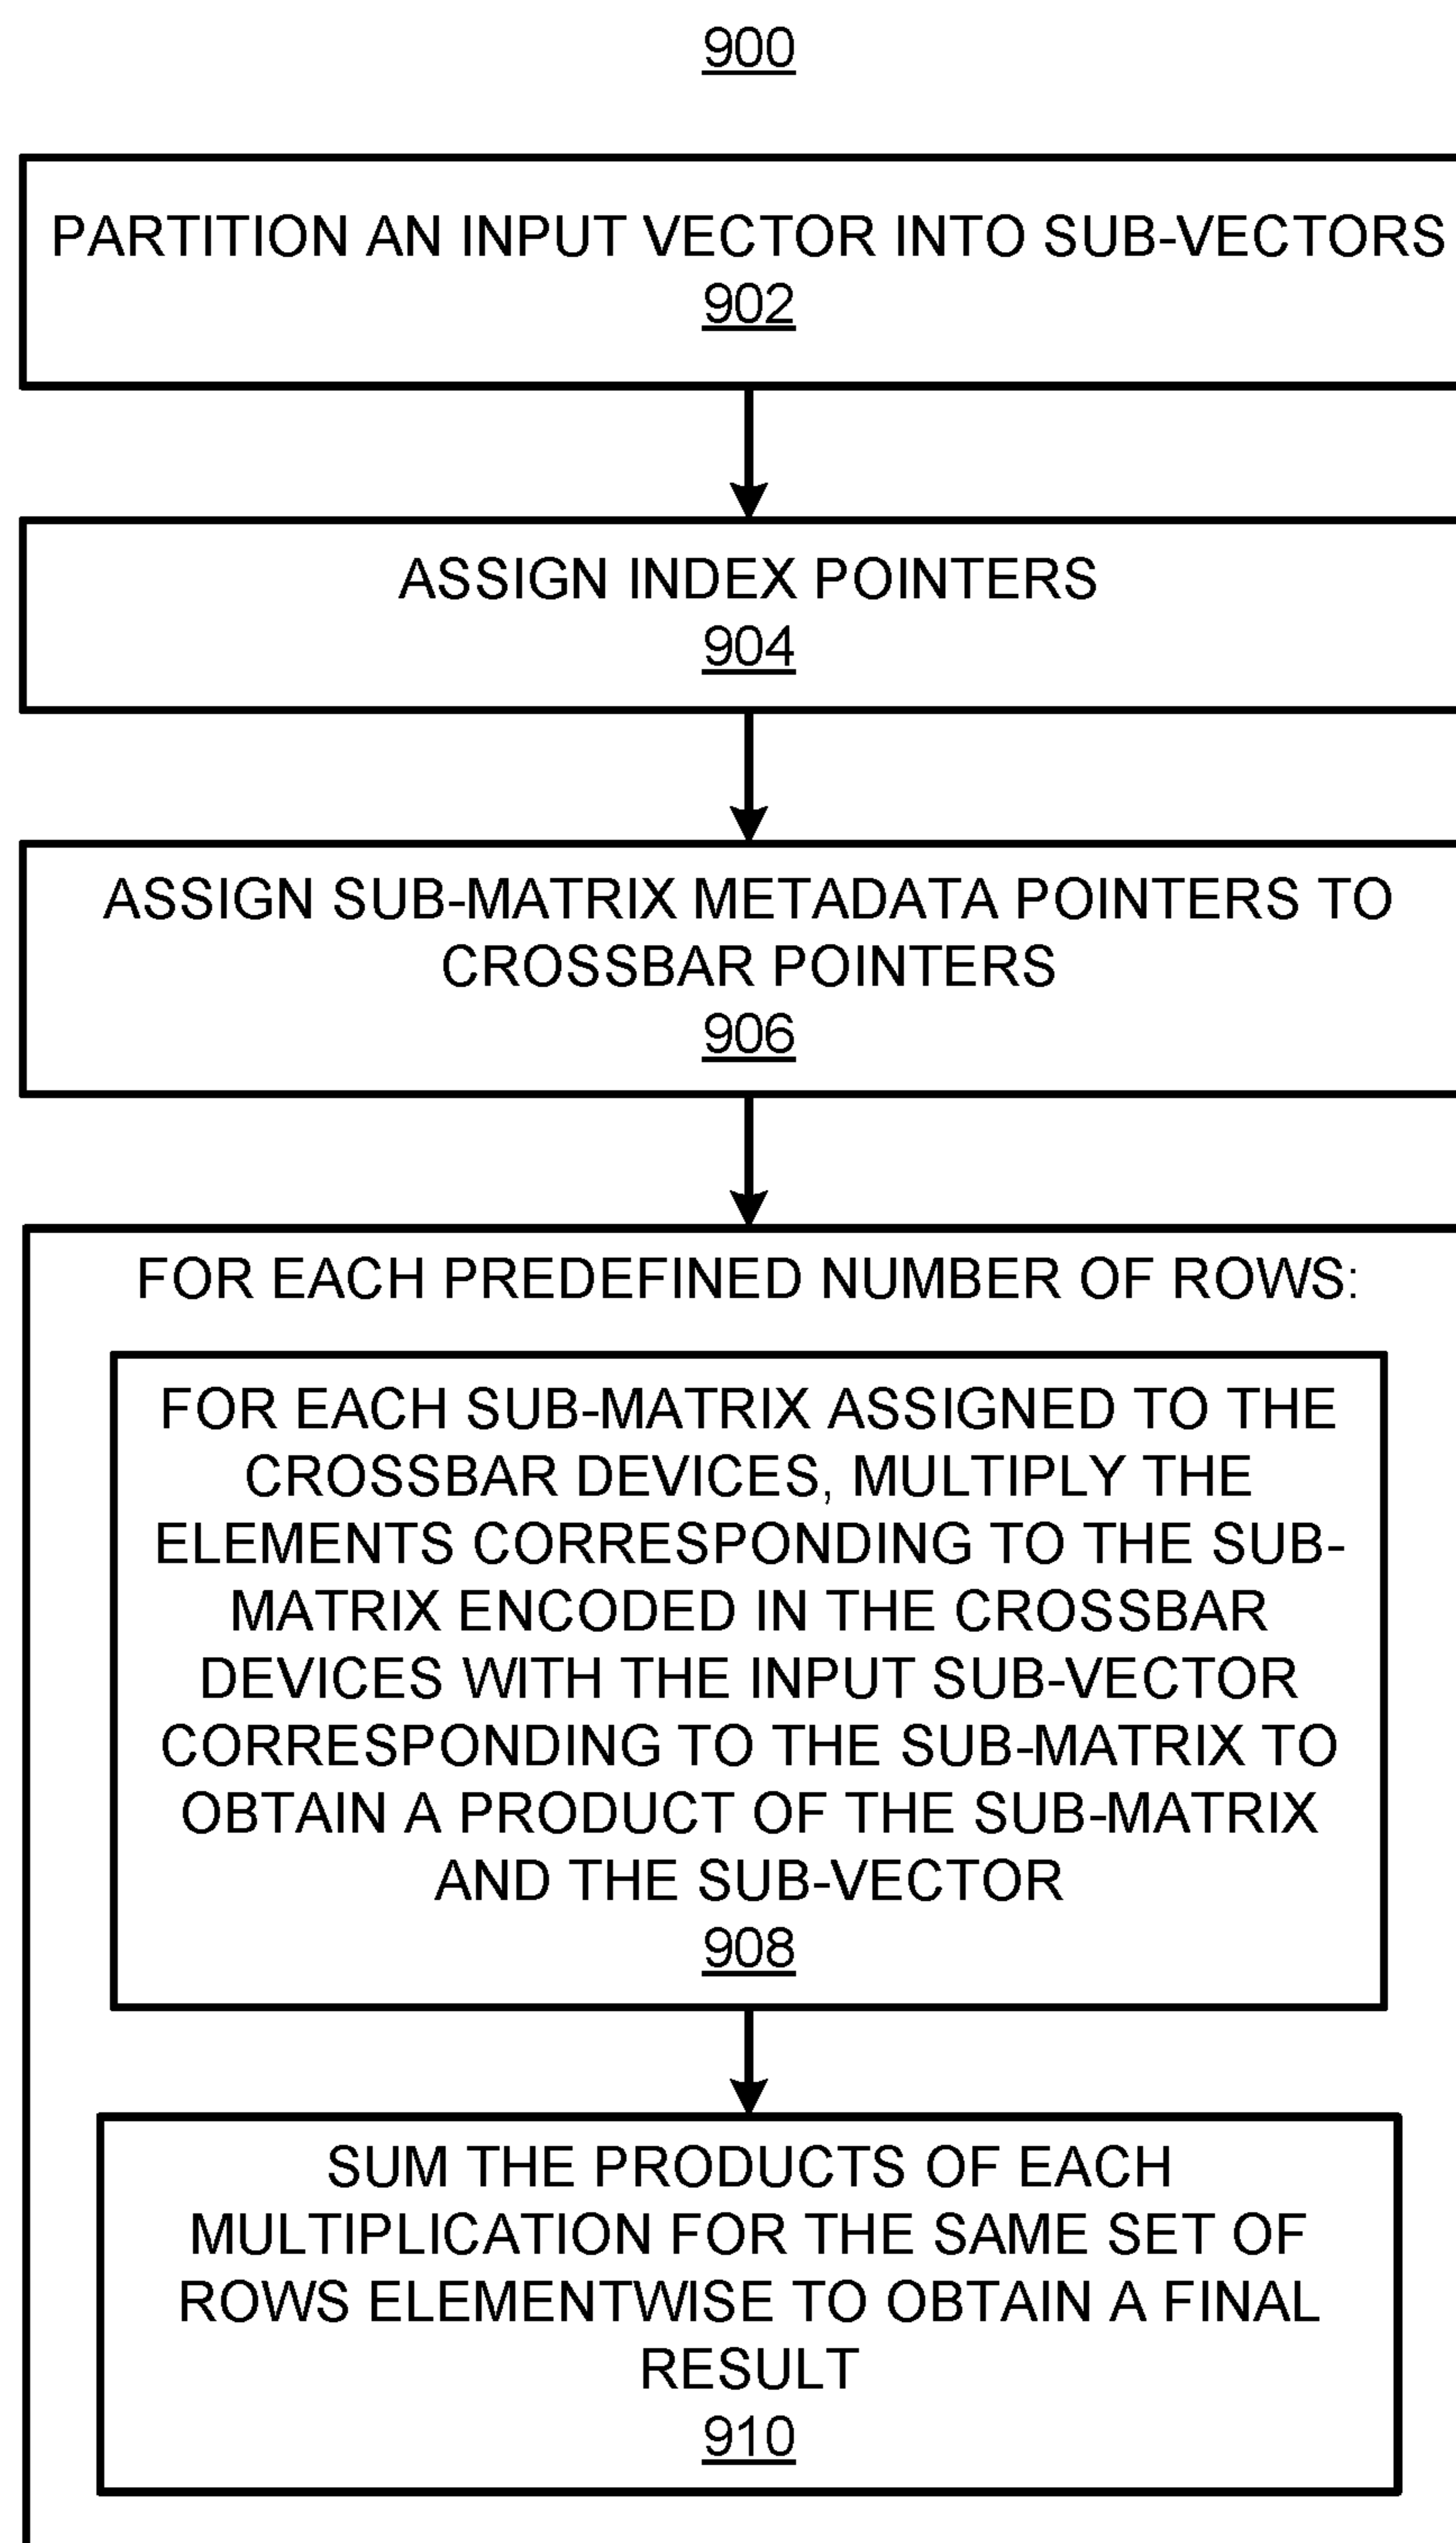 900
PARTITION AN INPUT VECTOR INTO SUB-VECTORS
902
ASSIGN INDEX POINTERS
904
ASSIGN SUB-MATRIX METADATA POINTERS TO
CROSSBAR POINTERS
906
FOR EACH PREDEFINED NUMBER OF ROWS:
FOR EACH SUB-MATRIX ASSIGNED TO THE
CROSSBAR DEVICES, MULTIPLY THE
ELEMENTS CORRESPONDING TO THE SUB-
MATRIX ENCODED IN THE CROSSBAR
DEVICES WITH THE INPUT SUB-VECTOR
CORRESPONDING TO THE SUB-MATRIX TO
OBTAIN A PRODUCT OF THE SUB-MATRIX
AND THE SUB-VECTOR
908
SUM THE PRODUCTS OF EACH
MULTIPLICATION FOR THE SAME SET OF
ROWS ELEMENTWISE TO OBTAIN A FINAL
RESULT
910